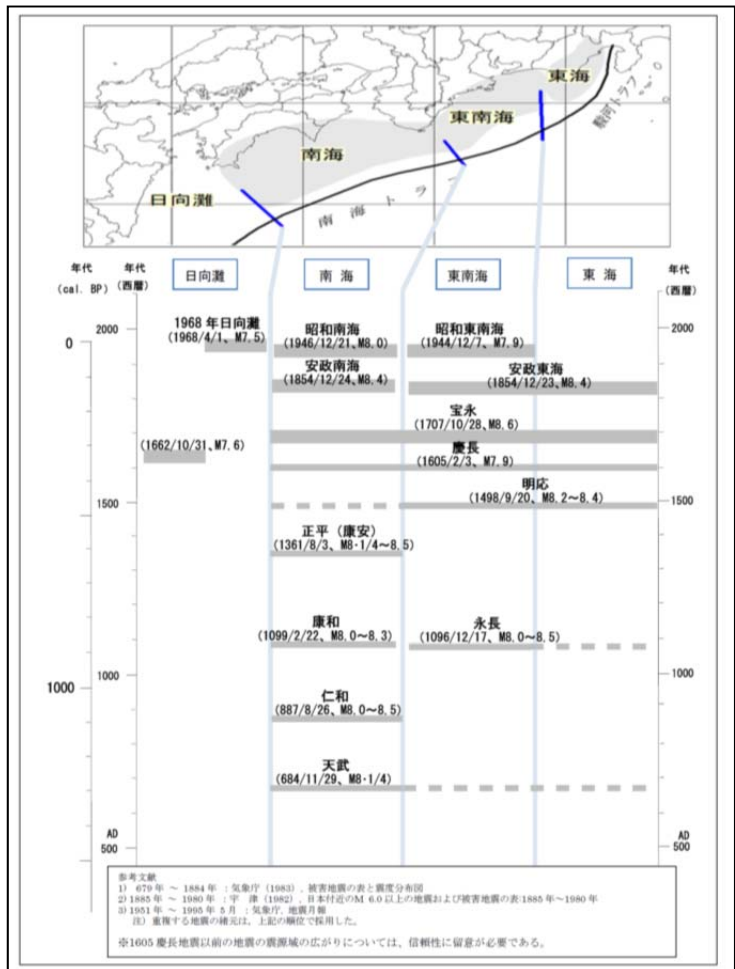 東海
東南海
南海
日向灘
駿河トラフ
南海トラフ
年代
(cal. BP)
年代
(西暦)
日向灘
南 海
東南海
東 海
年代
(西暦)
2000
2000
0
1968 年日向灘
(1968/4/1、M7.5)
昭和南海
(1946/12/21、M8.0)
昭和東南海
(1944/12/7、M7.9)
安政南海
(1854/12/24、M8.4)
安政東海
(1854/12/23、M8.4)
宝永
(1707/10/28、M8.6)
(1662/10/31、M7.6)
慶長
(1605/2/3、M7.9)
明応
(1498/9/20、M8.2～8.4)
1500
1500
正平（康安）
(1361/8/3、M8・1/4～8.5)
康和
(1099/2/22、M8.0～8.3)
永長
(1096/12/17、M8.0～8.5)
1000
1000
1000
仁和
(887/8/26、M8.0～8.5)
天武
(684/11/29、M8・1/4)
AD
500
AD
500
参考文献
1) 679 年 ～ 1884 年 ：気象庁（1983）．被害地震の表と震度分布図
2) 1885 年 ～ 1980 年 ：宇 津（1982）．日本付近のM 6.0以上の地震および被害地震の表:1885 年～1980 年
3) 1951 年 ～ 1995 年 5 月 ：気象庁．地震月報
注）重複する地震の諸元は、上記の順位で採用した。
※1605 慶長地震以前の地震の震源域の広がりについては、信頼性に留意が必要である。